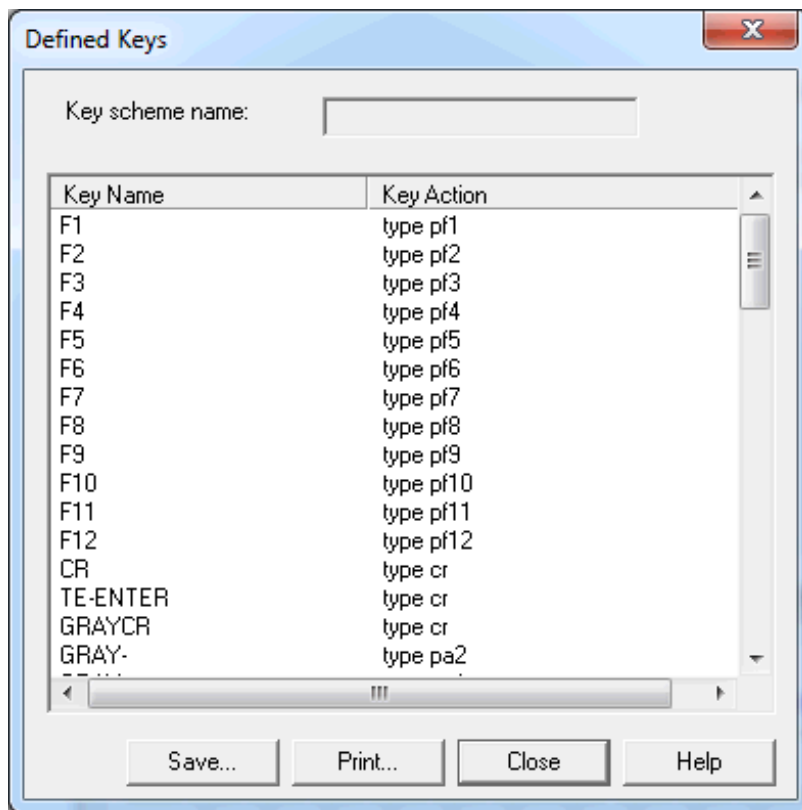 Defined Keys
Key scheme name:
Key Name Key Action
F1 type pf1
F2 type pf2
F3 type pf3
F4 type pf4
F5 type pf5
F6 type pf6
F7 type pf7
F8 type pf8
F9 type pf9
F10 type pf10
F11 type pf11
F12 type pf12
CR type cr
TE-ENTER type cr
GRAYCR type cr
GRAY- type pa2
Save... Print... Close Help